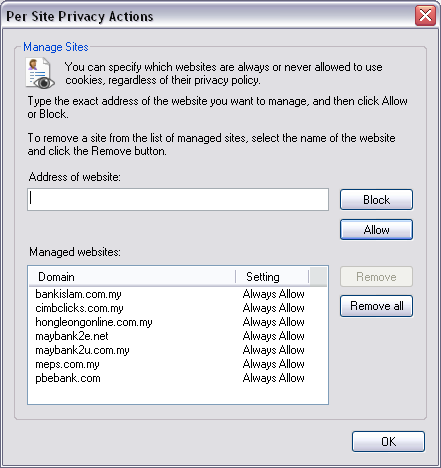 Per Site Privacy Actions
Manage Sites
You can specify which websites are always or never allowed to use
cookies, regardless of their privacy policy.
Type the exact address of the website you want to manage, and then click Allow
or Block.
To remove a site from the list of managed sites, select the name of the website
and click the Remove button.
Address of website:
Block
Allow
Managed websites:
Domain Setting
Remove
bankislam.com.my Always Allow
cimbclicks.com.my Always Allow
Remove all
hongleongonline.com.my Always Allow
maybank2e.net Always Allow
maybank2u.com.my Always Allow
meps.com.my Always Allow
pbebank.com Always Allow
OK